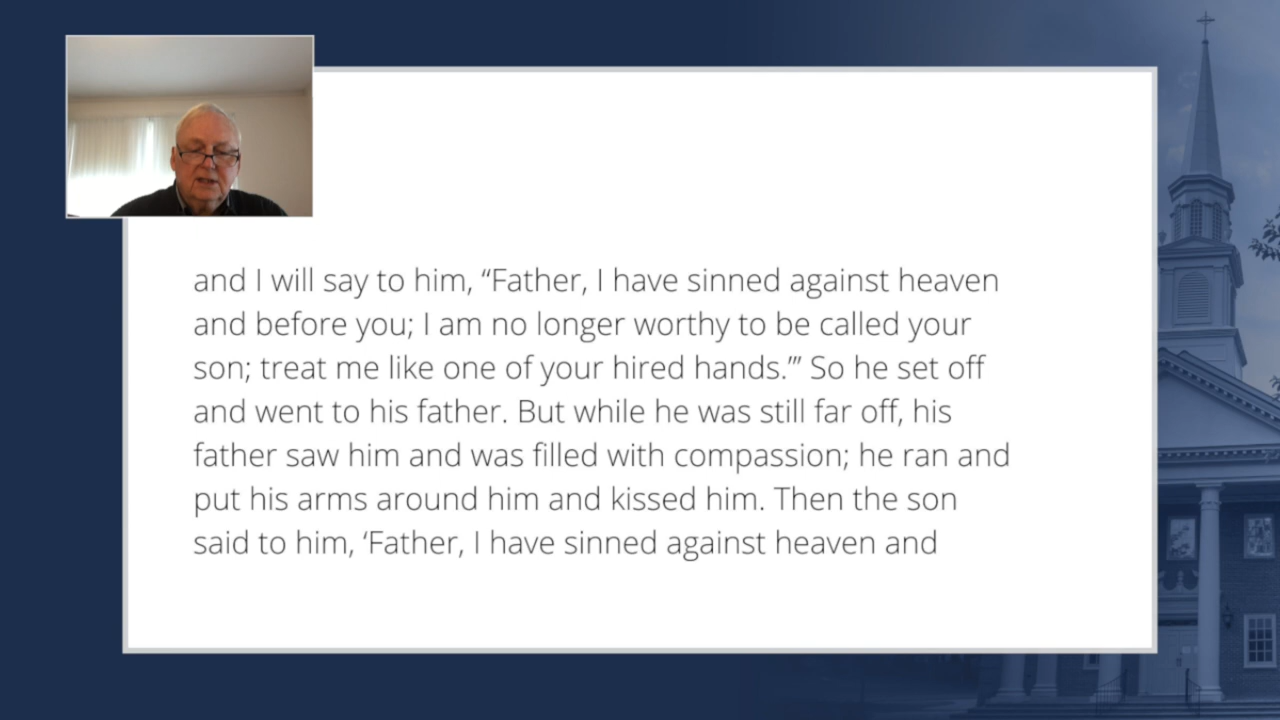 and I will say to him, “Father, I have sinned against heaven
and before you; I am no longer worthy to be called your
son; treat me like one of your hired hands.”’ So he set off
and went to his father. But while he was still far off, his
father saw him and was filled with compassion; he ran and
put his arms around him and kissed him. Then the son
said to him, ‘Father, I have sinned against heaven and